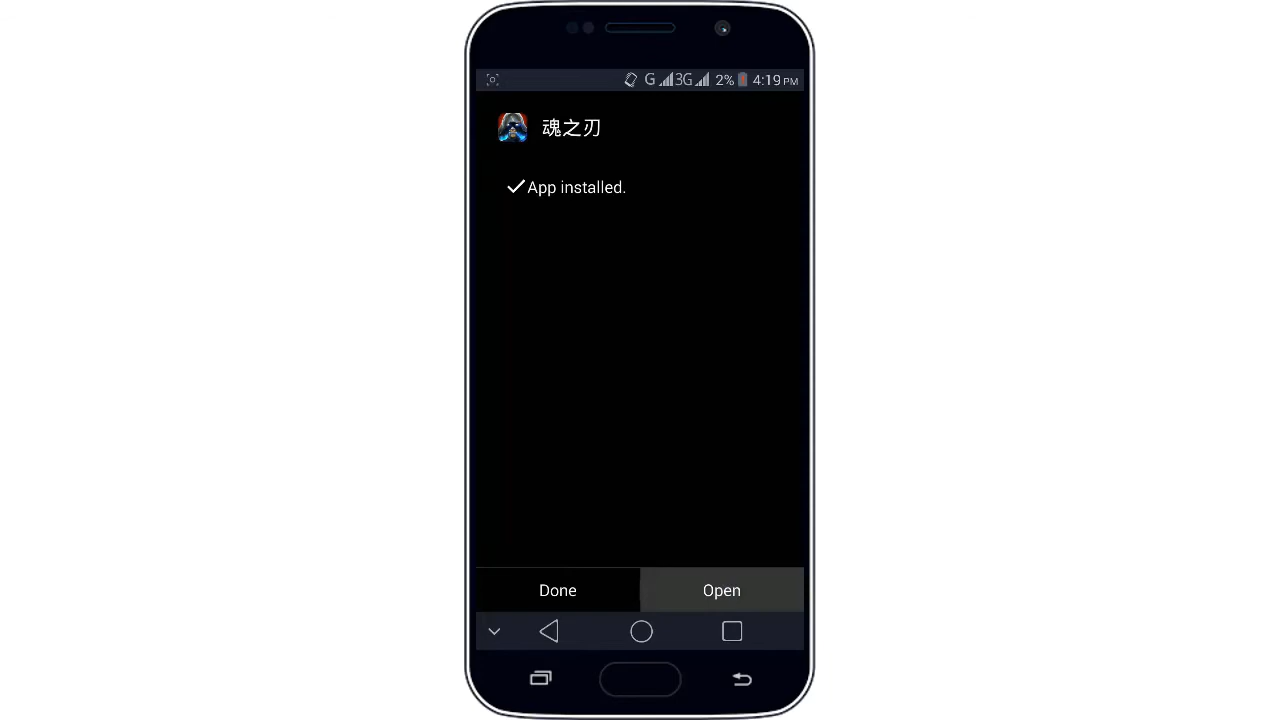 G 3G 2% 4:19 PM
魂之刃
App installed.
Done Open